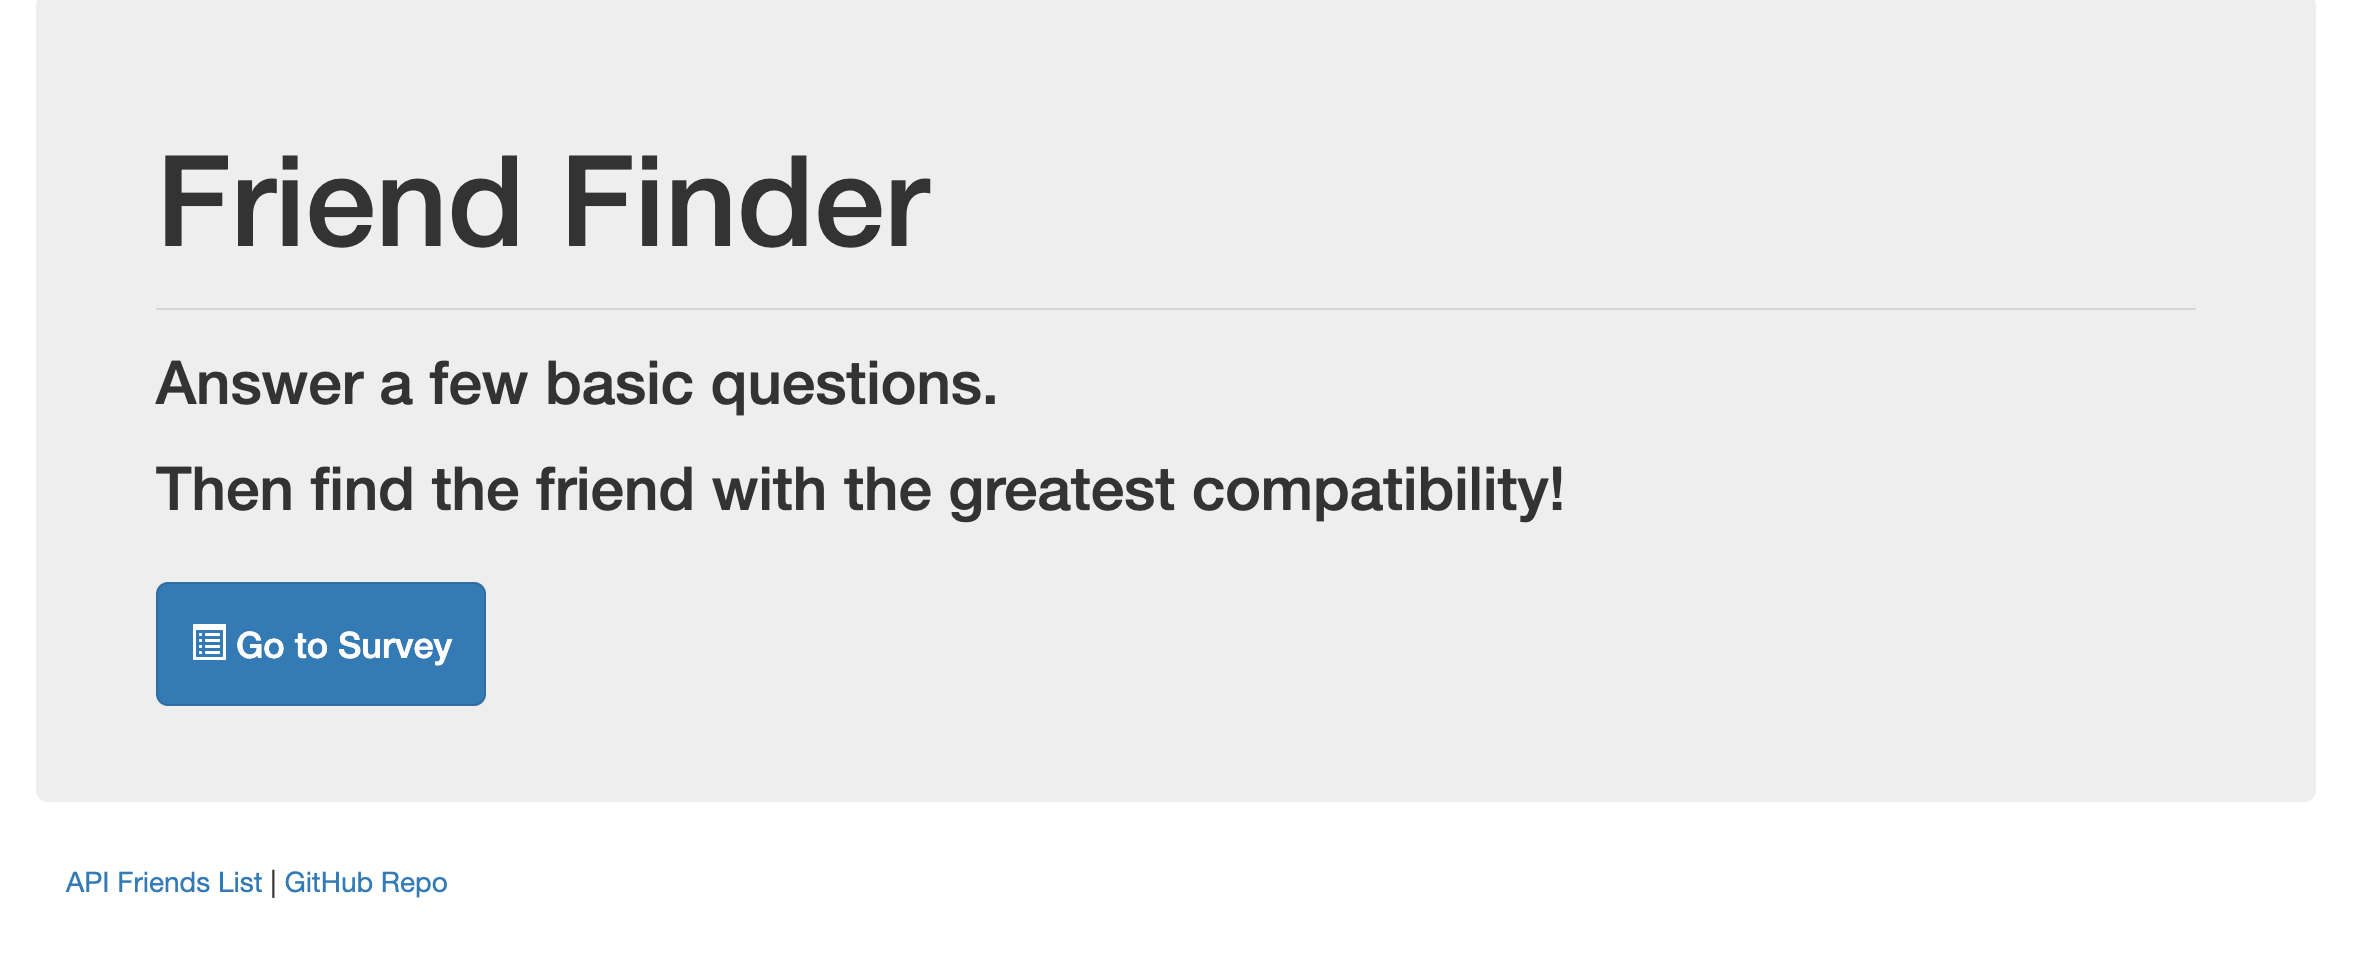 Friend Finder
Answer a few basic questions.
Then find the friend with the greatest compatibility!
Go to Survey
API Friends List | GitHub Repo